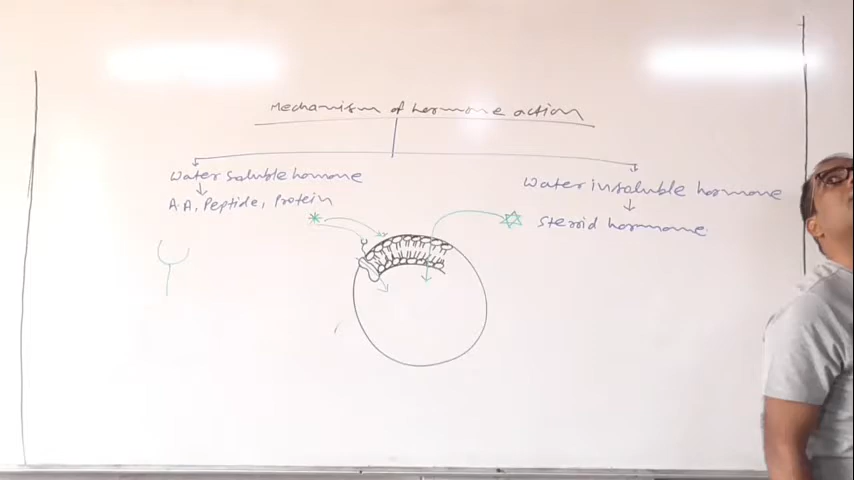 Mechanism of hormone action
Water soluble hormone
A.A, Peptide, Protein
Water insoluble hormone
Steroid hormone